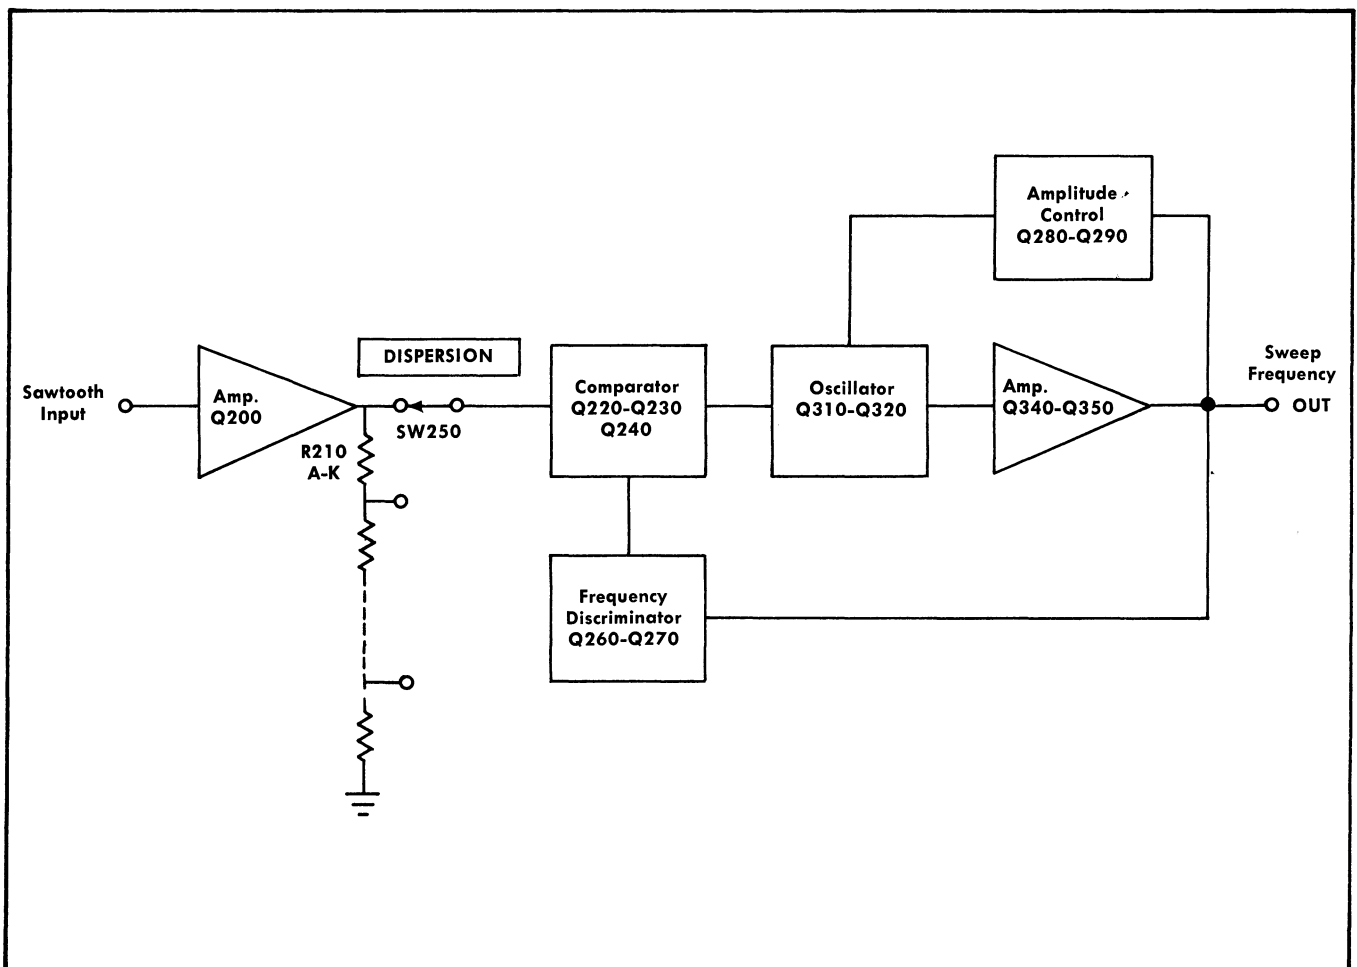 Amplitude
Control
Q280-Q290
DISPERSION
Sawtooth
Input
Amp.
Q200
SW250
R210
A-K
Comparator
Q220-Q230
Q240
Oscillator
Q310-Q320
Amp.
Q340-Q350
Sweep
Frequency
OUT
Frequency
Discriminator
Q260-Q270